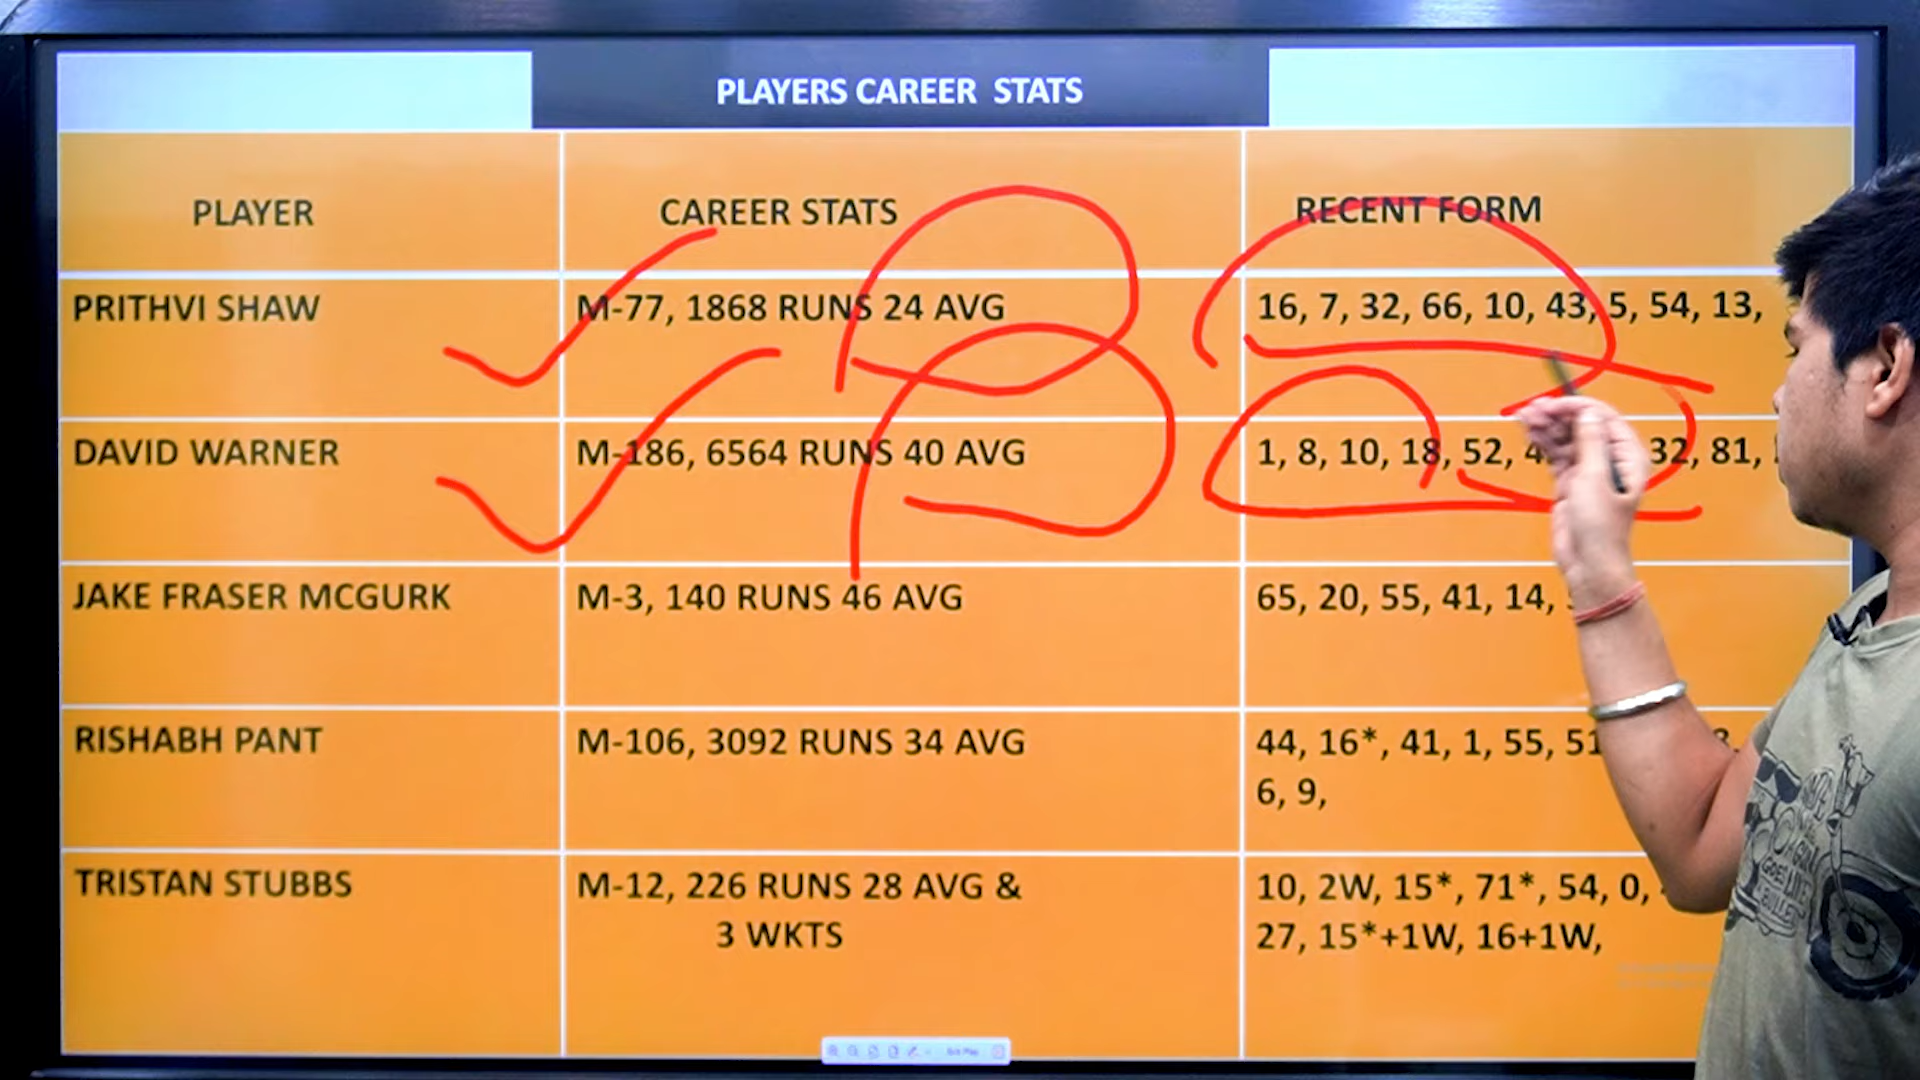 PLAYERS CAREER STATS
PLAYER CAREER STATS RECENT FORM
PRITHVI SHAW M-77, 1868 RUNS 24 AVG 16, 7, 32, 66, 10, 43, 5, 54, 13,
DAVID WARNER M-186, 6564 RUNS 40 AVG 1, 8, 10, 18, 52, 32, 81,
JAKE FRASER MCGURK M-3, 140 RUNS 46 AVG 65, 20, 55, 41, 14,
RISHABH PANT M-106, 3092 RUNS 34 AVG 44, 16*, 41, 1, 55,
6, 9,
TRISTAN STUBBS M-12, 226 RUNS 28 AVG & 10, 2W, 15*, 71*, 54, 0,
3 WKTS 27, 15*+1W, 16+1W,